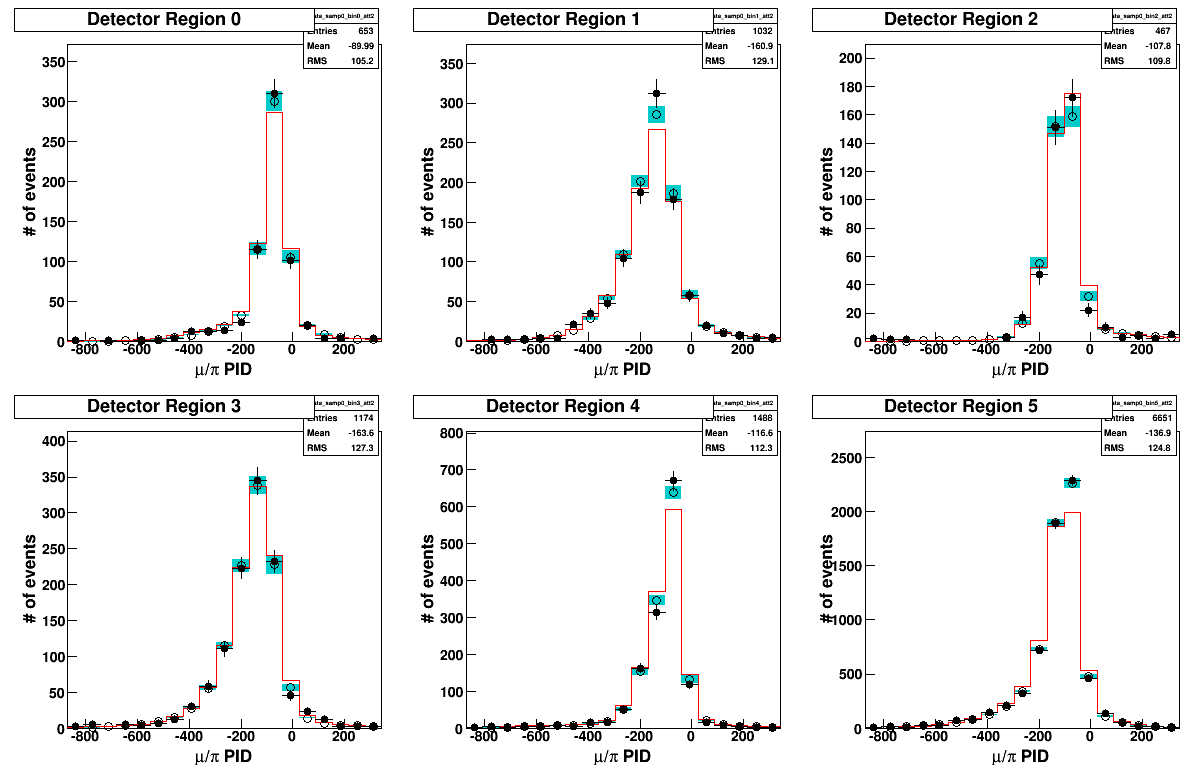 Detector Region 0
ata_samp0_bin0_att2
Entries 653
Mean -89.99
RMS 105.2
# of events
350
300
250
200
150
100
50
0
-800 -600 -400 -200 0 200
μ/π PID
Detector Region 1
ata_samp0_bin1_att2
Entries 1032
Mean -160.9
RMS 129.1
# of events
350
300
250
200
150
100
50
0
-800 -600 -400 -200 0 200
μ/π PID
Detector Region 2
ata_samp0_bin2_att2
Entries 467
Mean -107.8
RMS 109.8
# of events
200
180
160
140
120
100
80
60
40
20
0
-800 -600 -400 -200 0 200
μ/π PID
Detector Region 3
ata_samp0_bin3_att2
Entries 1174
Mean -163.6
RMS 127.3
# of events
400
350
300
250
200
150
100
50
0
-800 -600 -400 -200 0 200
μ/π PID
Detector Region 4
ata_samp0_bin4_att2
Entries 1488
Mean -116.6
RMS 112.3
# of events
800
700
600
500
400
300
200
100
0
-800 -600 -400 -200 0 200
μ/π PID
Detector Region 5
ata_samp0_bin5_att2
Entries 6651
Mean -136.9
RMS 124.8
# of events
2500
2000
1500
1000
500
0
-800 -600 -400 -200 0 200
μ/π PID